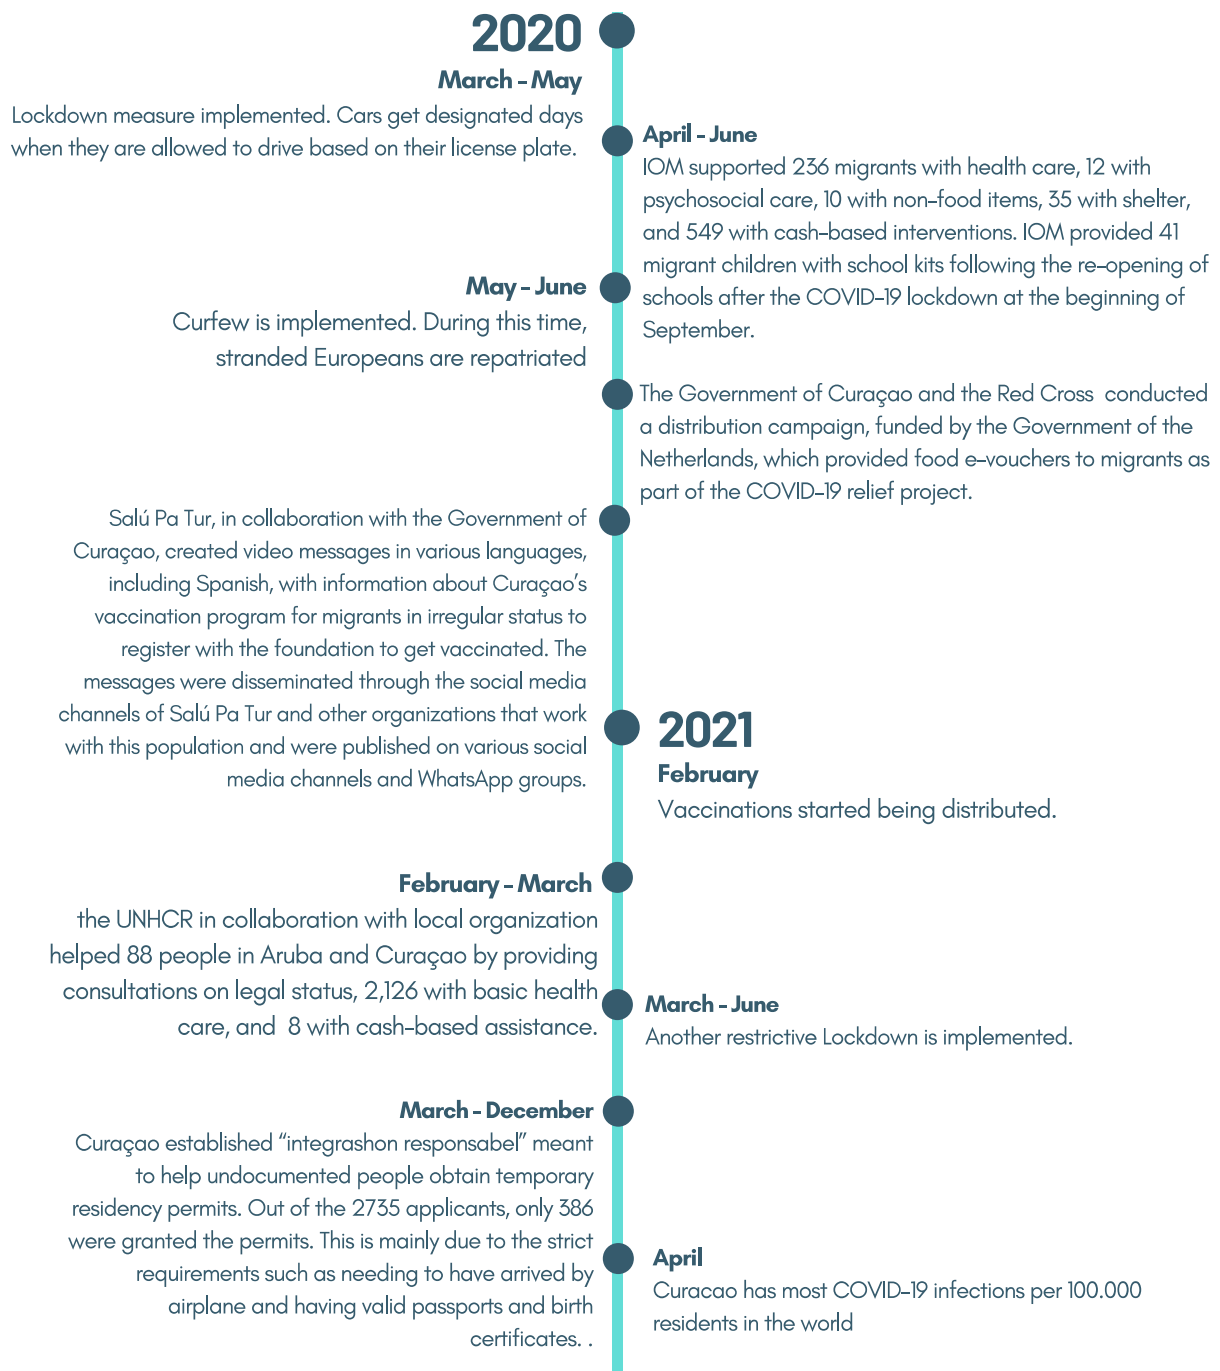 2020
March - May
Lockdown measure implemented. Cars get designated days
when they are allowed to drive based on their license plate.
April - June
IOM supported 236 migrants with health care, 12 with
psychosocial care, 10 with non-food items, 35 with shelter,
and 549 with cash-based interventions. IOM provided 41
migrant children with school kits following the re-opening of
schools after the COVID-19 lockdown at the beginning of
September.
May - June
Curfew is implemented. During this time,
stranded Europeans are repatriated
The Government of Curaçao and the Red Cross conducted
a distribution campaign, funded by the Government of the
Netherlands, which provided food e-vouchers to migrants as
part of the COVID-19 relief project.
Salú Pa Tur, in collaboration with the Government of
Curaçao, created video messages in various languages,
including Spanish, with information about Curaçao's
vaccination program for migrants in irregular status to
register with the foundation to get vaccinated. The
messages were disseminated through the social media
channels of Salú Pa Tur and other organizations that work
with this population and were published on various social
media channels and WhatsApp groups.
2021
February
Vaccinations started being distributed.
February - March
the UNHCR in collaboration with local organization
helped 88 people in Aruba and Curaçao by providing
consultations on legal status, 2,126 with basic health
care, and 8 with cash-based assistance.
March - June
Another restrictive Lockdown is implemented.
March - December
Curaçao established “integrashon responsabel” meant
to help undocumented people obtain temporary
residency permits. Out of the 2735 applicants, only 386
were granted the permits. This is mainly due to the strict
requirements such as needing to have arrived by
airplane and having valid passports and birth
certificates. .
April
Curacao has most COVID-19 infections per 100.000
residents in the world